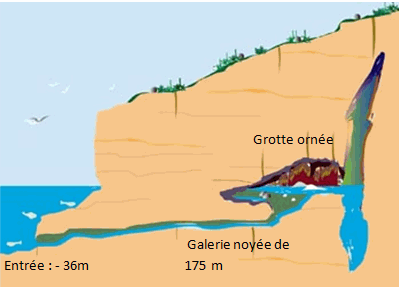 Grotte ornée
Galerie noyée de
175 m
Entrée : - 36m